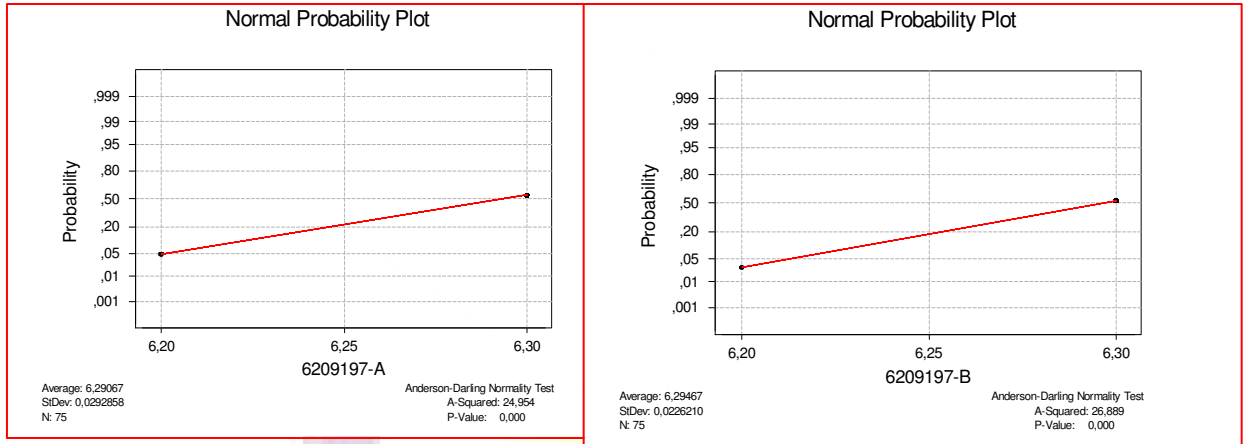 Normal Probability Plot
,999
,99
,95
,80
,50
,20
,05
,01
,001
Probability
6,20 6,25 6,30
6209197-A
Average: 6,29067
StDev: 0,0292858
N: 75
Anderson-Darling Normality Test
A-Squared: 24,954
P-Value: 0,000
Normal Probability Plot
,999
,99
,95
,80
,50
,20
,05
,01
,001
Probability
6,20 6,25 6,30
6209197-B
Average: 6,29467
StDev: 0,0226210
N: 75
Anderson-Darling Normality Test
A-Squared: 26,889
P-Value: 0,000